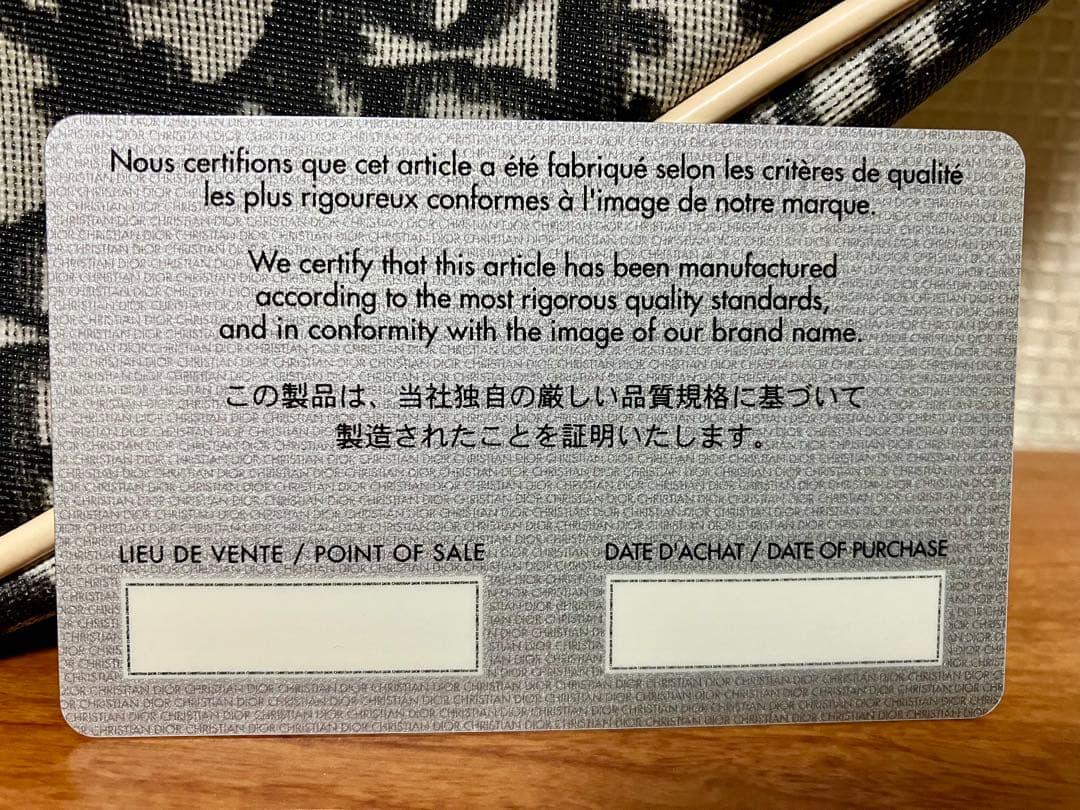 Nous certifions que cet article a été fabriqué selon les critères de qualité
les plus rigoureux conformes à l'image de notre marque.
We certify that this article has been manufactured
according to the most rigorous quality standards,
and in conformity with the image of our brand name.
この製品は、当社独自の厳しい品質規格に基づいて
製造されたことを証明いたします。
LIEU DE VENTE / POINT OF SALE
DATE D'ACHAT / DATE OF PURCHASE